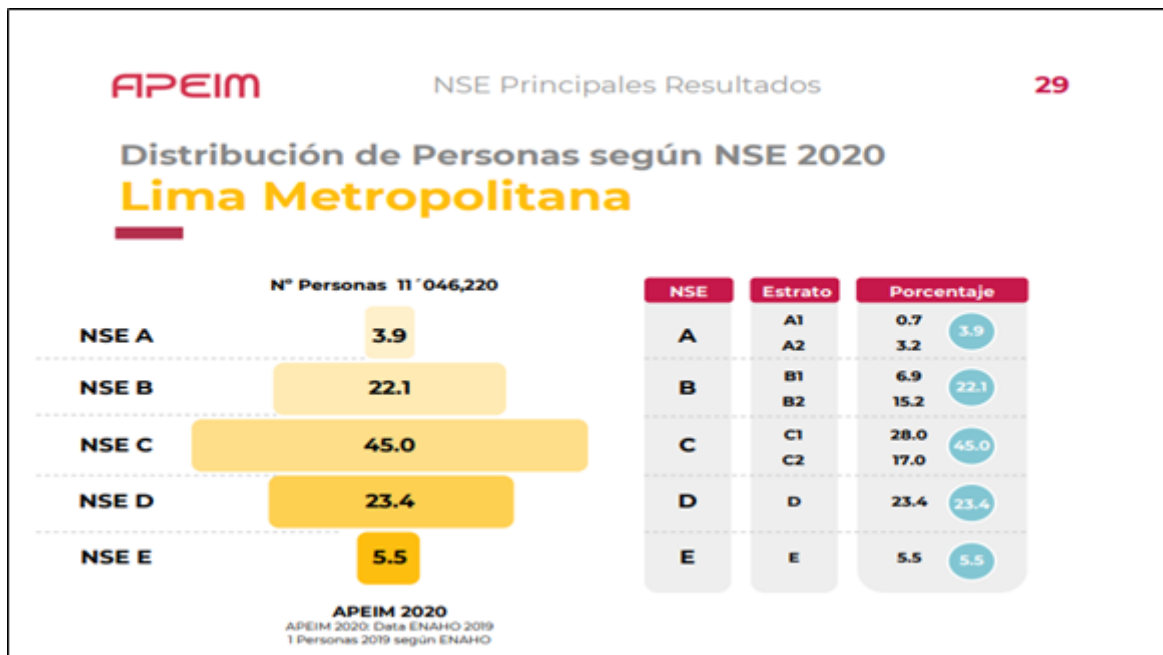 APEIM NSE Principales Resultados 29
Distribución de Personas según NSE 2020
Lima Metropolitana
Nº Personas 11´046,220
NSE A 3.9
NSE B 22.1
NSE C 45.0
NSE D 23.4
NSE E 5.5
APEIM 2020
APEIM 2020: Data ENAHO 2019
1 Personas 2019 según ENAHO
NSE Estrato Porcentaje
A A1 0.7 3.9
A2 3.2
B B1 6.9 22.1
B2 15.2
C C1 28.0 45.0
C2 17.0
D D 23.4 23.4
E E 5.5 5.5